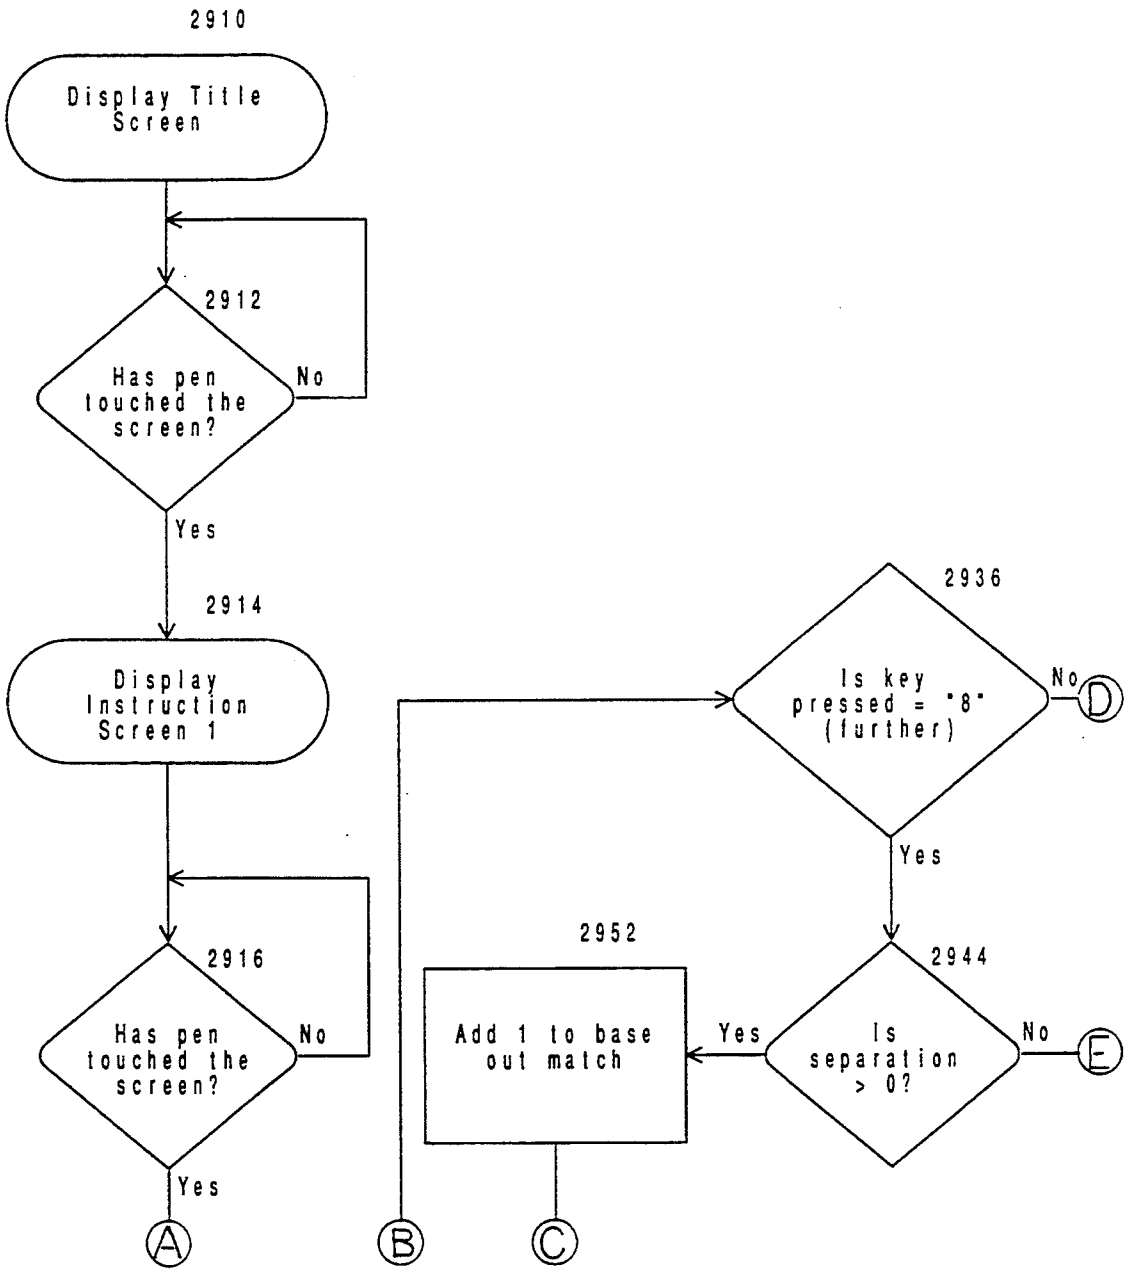 2910
Display Title
Screen
2912
Has pen
touched the
screen?
No
Yes
2914
Display
Instruction
Screen 1
2916
Has pen
touched the
screen?
No
Yes
A
B
2936
Is key
pressed = "8"
(further)
No
D
Yes
2944
Is
separation
> 0?
No
E
Yes
2952
Add 1 to base
out match
C